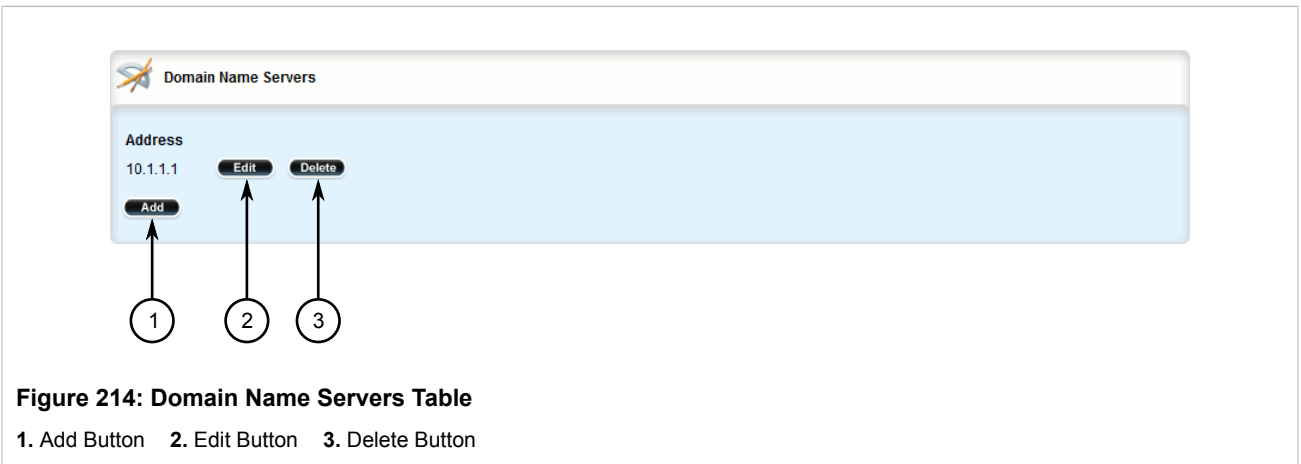 Domain Name Servers
Address
10.1.1.1 Edit Delete
Add
1 2 3
Figure 214: Domain Name Servers Table
1. Add Button 2. Edit Button 3. Delete Button